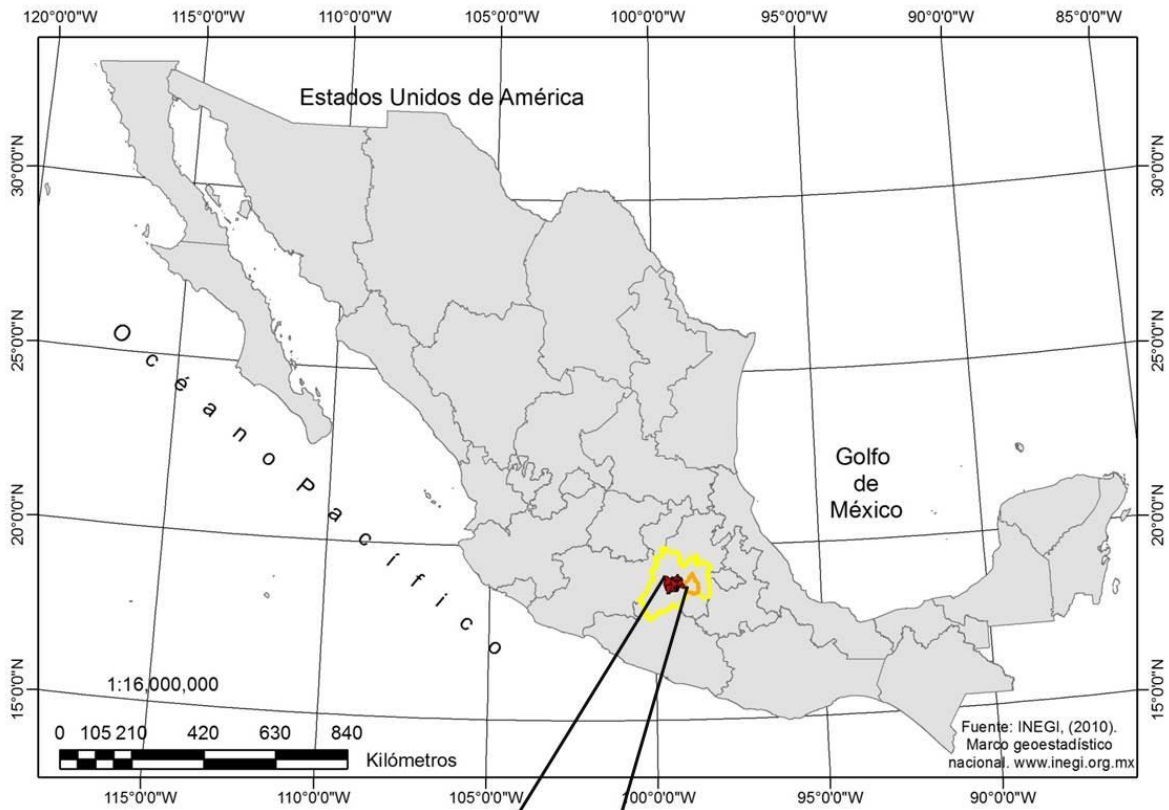 120°0'0"W 115°0'0"W 110°0'0"W 105°0'0"W 100°0'0"W 95°0'0"W 90°0'0"W 85°0'0"W
Estados Unidos de América
30°0'0"N 30°0'0"N
25°0'0"N 25°0'0"N
Océano Pacífico
Golfo
de
México
20°0'0"N 20°0'0"N
15°0'0"N 15°0'0"N
1:16,000,000
0 105 210 420 630 840
Kilómetros
Fuente: INEGI, (2010).
Marco geoestadístico
nacional. www.inegi.org.mx
115°0'0"W 110°0'0"W 105°0'0"W 100°0'0"W 95°0'0"W 90°0'0"W